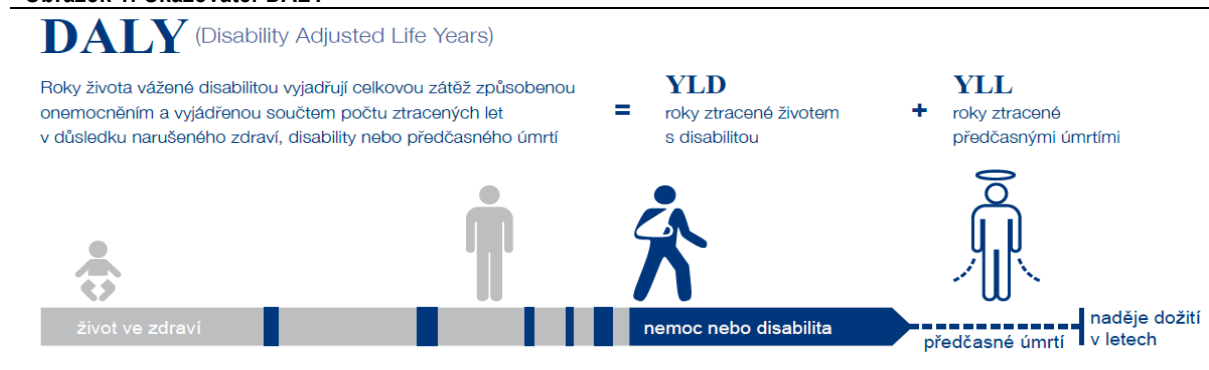 DALY (Disability Adjusted Life Years)
Roky života vážené disabilitou vyjadřují celkovou zátěž způsobenou
onemocněním a vyjádřenou součtem počtu ztracených let
v důsledku narušeného zdraví, disability nebo předčasného úmrtí
=
YLD
roky ztracené životem
s disabilitou
+
YLL
roky ztracené
předčasnými úmrtími
život ve zdraví
nemoc nebo disabilita
předčasné úmrtí
naděje dožití
v letech